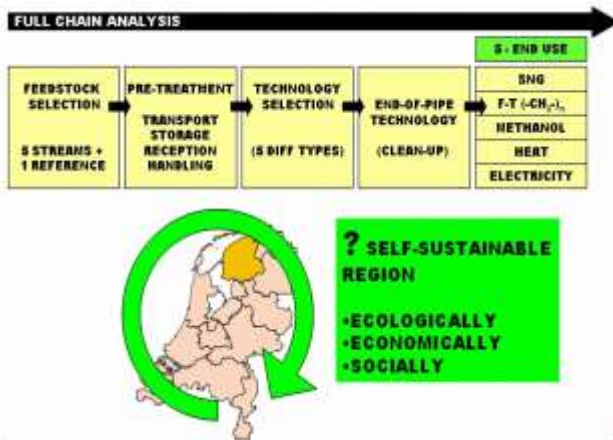 FULL CHAIN ANALYSIS
5 - END USE
FEEDSTOCK
SELECTION
5 STREAMS +
1 REFERENCE
PRE-TREATMENT
TRANSPORT
STORAGE
RECEPTION
HANDLING
TECHNOLOGY
SELECTION
(5 DIFF TYPES)
END-OF-PIPE
TECHNOLOGY
(CLEAN-UP)
SNG
F-T (-CH₂-)ₙ
METHANOL
HEAT
ELECTRICITY
? SELF-SUSTAINABLE
REGION
•ECOLOGICALLY
•ECONOMICALLY
•SOCIALLY